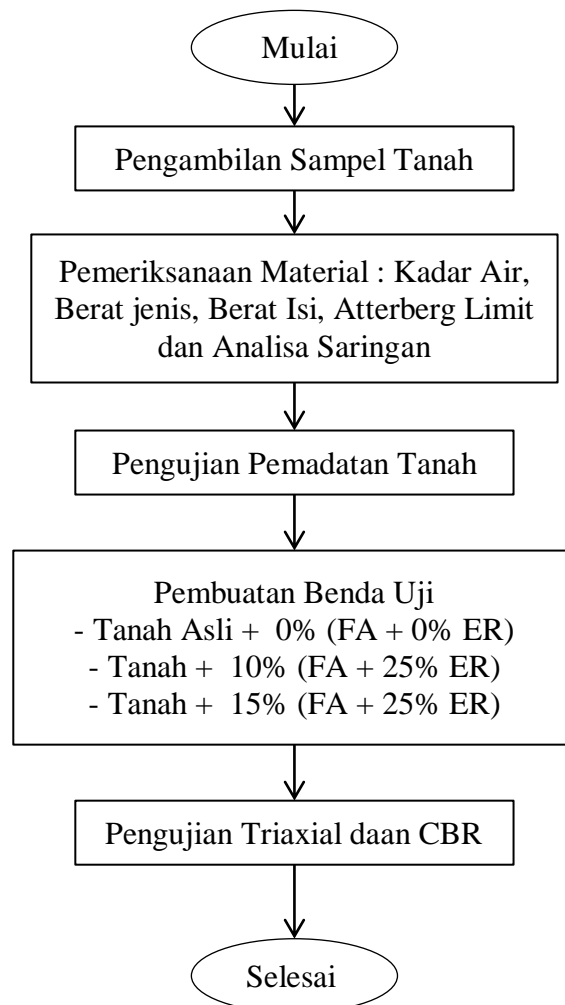 Mulai
Pengambilan Sampel Tanah
Pemeriksanaan Material : Kadar Air,
Berat jenis, Berat Isi, Atterberg Limit
dan Analisa Saringan
Pengujian Pemadatan Tanah
Pembuatan Benda Uji
- Tanah Asli + 0% (FA + 0% ER)
- Tanah + 10% (FA + 25% ER)
- Tanah + 15% (FA + 25% ER)
Pengujian Triaxial daan CBR
Selesai